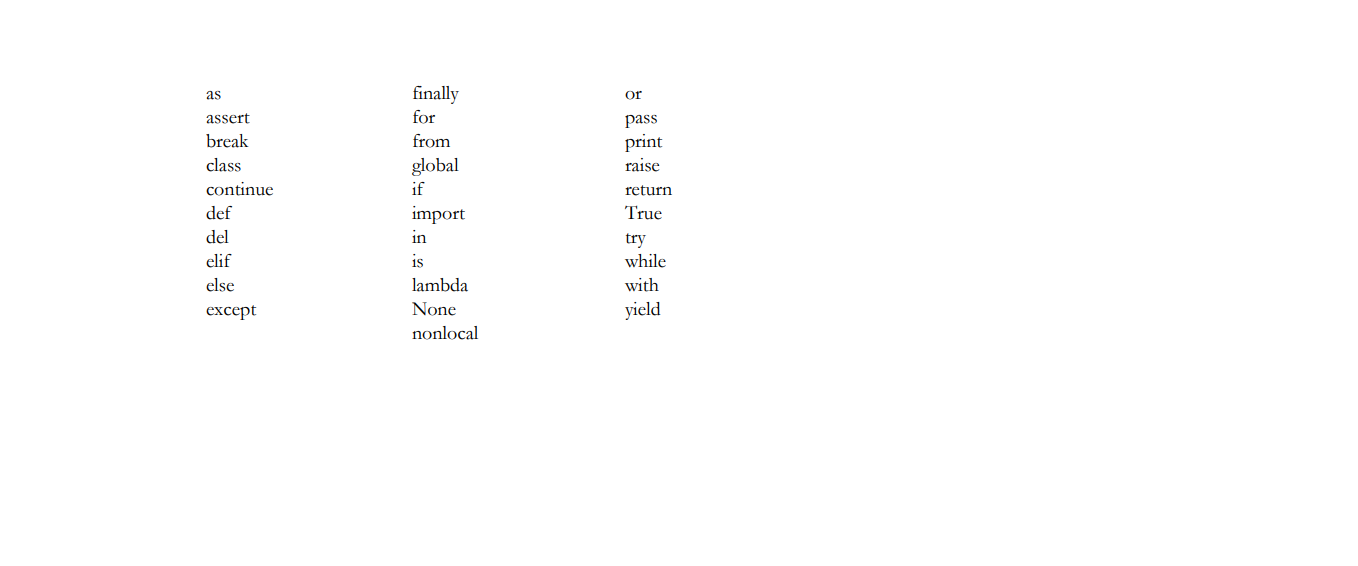 as
assert
break
class
continue
def
del
elif
else
except
finally
for
from
global
if
import
in
is
lambda
None
nonlocal
or
pass
print
raise
return
True
try
while
with
yield